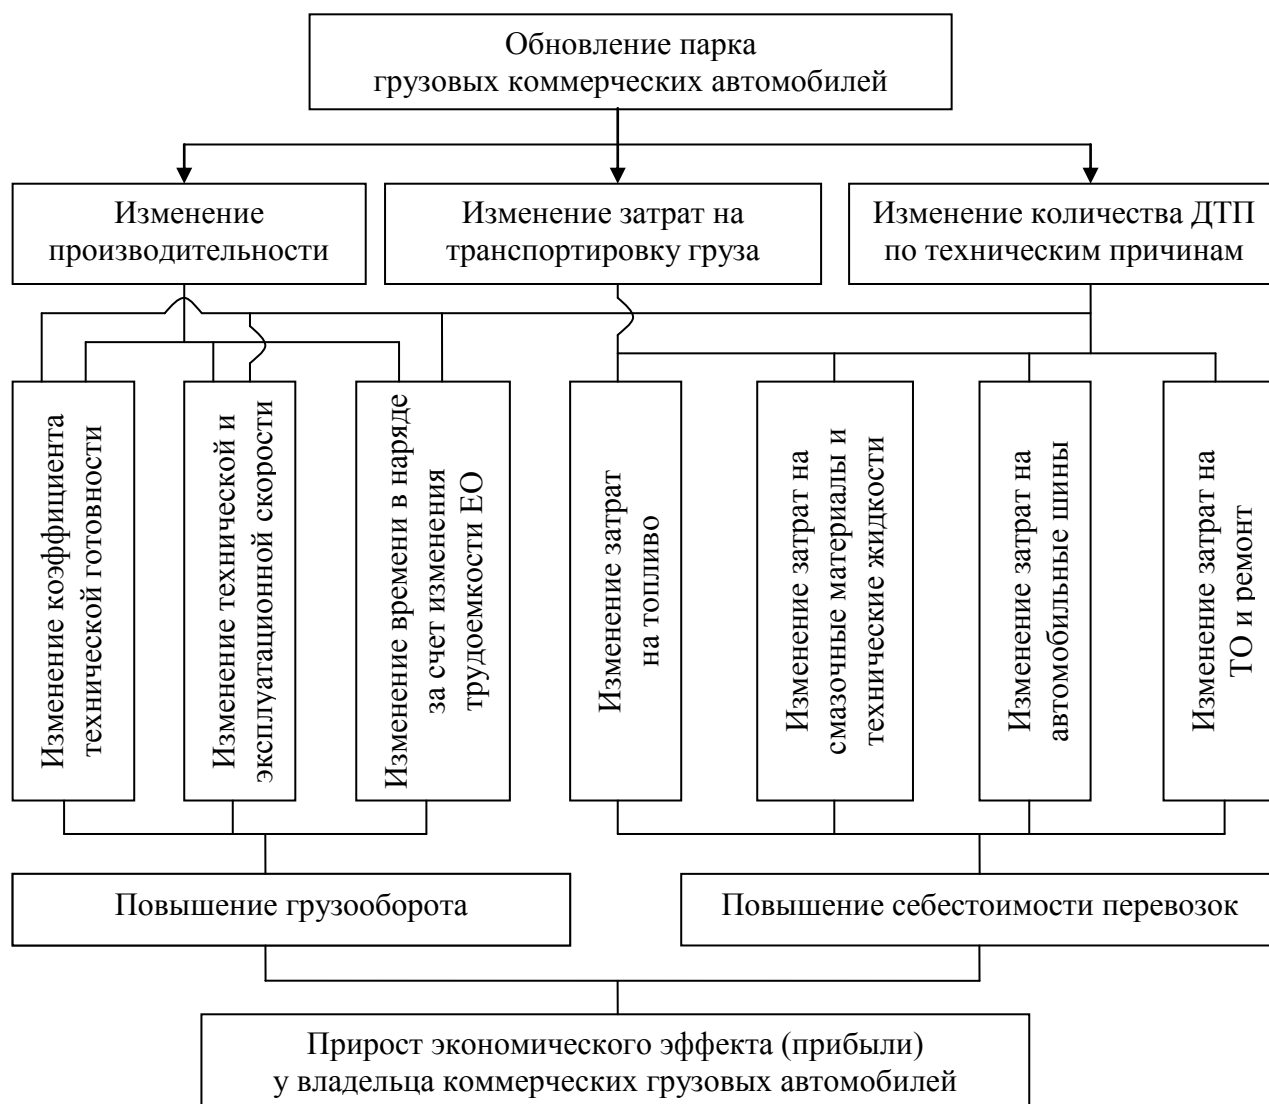 Обновление парка
грузовых коммерческих автомобилей
Изменение
производительности
Изменение затрат на
транспортировку груза
Изменение количества ДТП
по техническим причинам
Изменение коэффициента
технической готовности
Изменение технической и
эксплуатационной скорости
Изменение времени в наряде
за счет изменения
трудоемкости ЕО
Изменение затрат
на топливо
Изменение затрат на
смазочные материалы и
технические жидкости
Изменение затрат на
автомобильные шины
Изменение затрат на
ТО и ремонт
Повышение грузооборота
Повышение себестоимости перевозок
Прирост экономического эффекта (прибыли)
у владельца коммерческих грузовых автомобилей